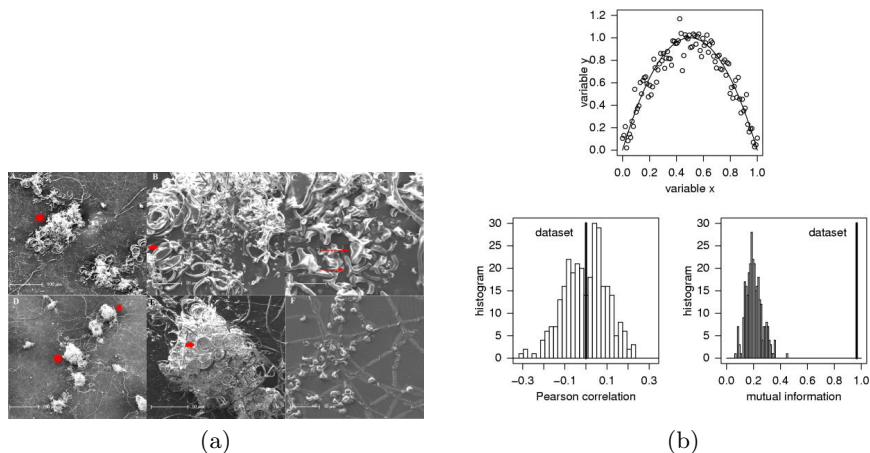 A
B
C
100 µm
D
E
F
(a)
1.2
1.0
0.8
0.6
0.4
0.2
0.0
variable y
0.0 0.2 0.4 0.6 0.8 1.0
variable x
30
25
20
15
10
5
0
histogram
dataset
−0.3 −0.1 0.1 0.3
Pearson correlation
30
25
20
15
10
5
0
histogram
dataset
0.0 0.2 0.4 0.6 0.8 1.0
mutual information
(b)